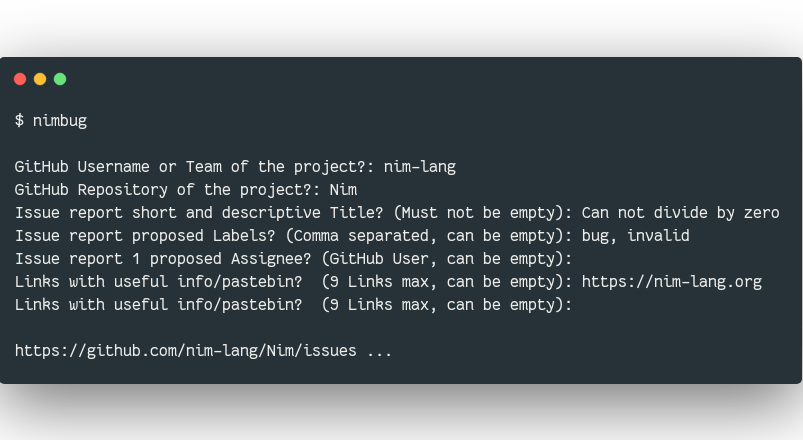 $ nimbug
GitHub Username or Team of the project?: nim-lang
GitHub Repository of the project?: Nim
Issue report short and descriptive Title? (Must not be empty): Can not divide by zero
Issue report proposed Labels? (Comma separated, can be empty): bug, invalid
Issue report 1 proposed Assignee? (GitHub User, can be empty):
Links with useful info/pastebin?  (9 Links max, can be empty): https://nim-lang.org
Links with useful info/pastebin?  (9 Links max, can be empty):
https://github.com/nim-lang/Nim/issues ...